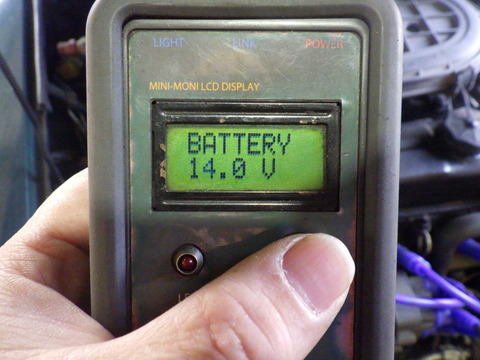 LIGHT LINK POWER
MINI-MONI LCD DISPLAY
BATTERY
14.0 V